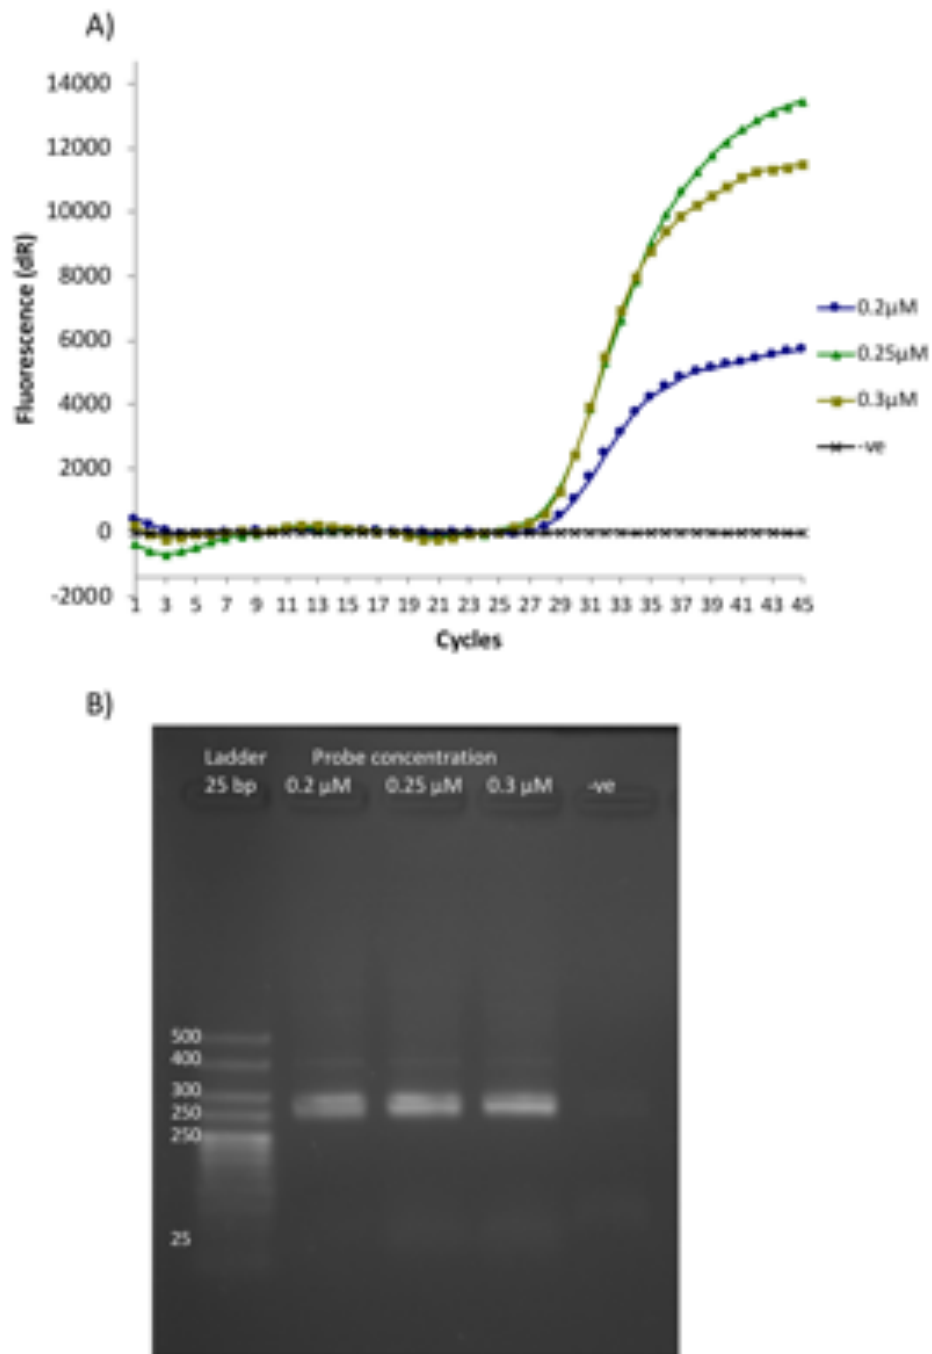 A)
14000
12000
10000
8000
6000
4000
2000
0
-2000
Fluorescence (dR)
1 3 5 7 9 11 13 15 17 19 21 23 25 27 29 31 33 35 37 39 41 43 45
Cycles
0.2µM
0.25µM
0.3µM
-ve
B)
Ladder Probe concentration
25 bp 0.2 µM 0.25 µM 0.3 µM -ve
500
400
300
250
250
25